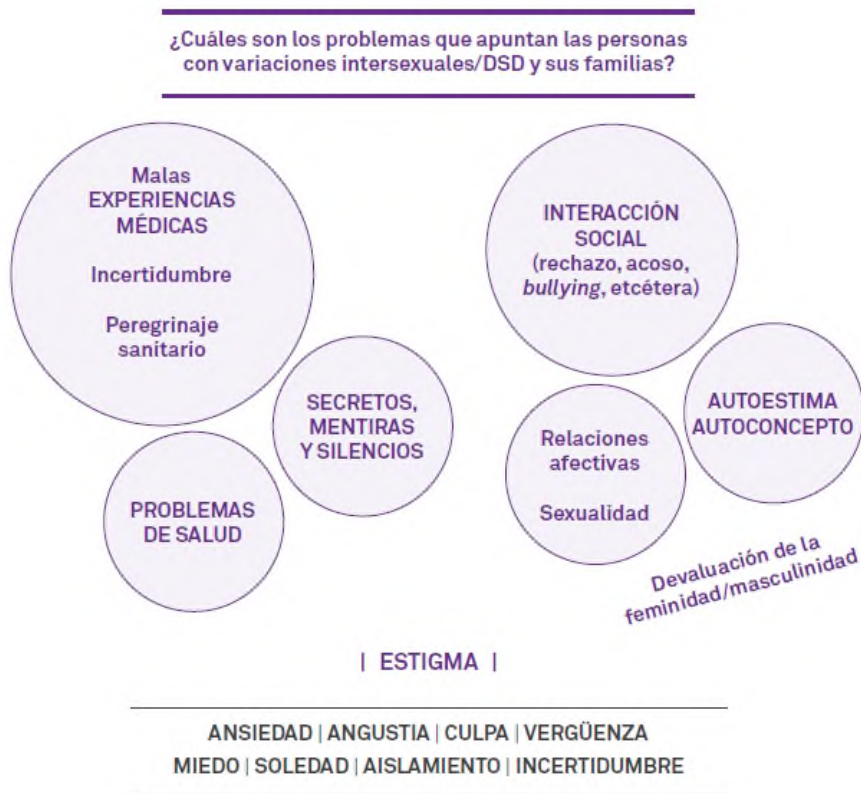 ¿Cuáles son los problemas que apuntan las personas
con variaciones intersexuales/DSD y sus familias?
Malas
EXPERIENCIAS
MÉDICAS
Incertidumbre
Peregrinaje
sanitario
SECRETOS,
MENTIRAS
Y SILENCIOS
PROBLEMAS
DE SALUD
INTERACCIÓN
SOCIAL
(rechazo, acoso,
bullying, etcétera)
Relaciones
afectivas
Sexualidad
AUTOESTIMA
AUTOCONCEPTO
Devaluación de la
feminidad/masculinidad
| ESTIGMA |
ANSIEDAD | ANGUSTIA | CULPA | VERGÜENZA
MIEDO | SOLEDAD | AISLAMIENTO | INCERTIDUMBRE